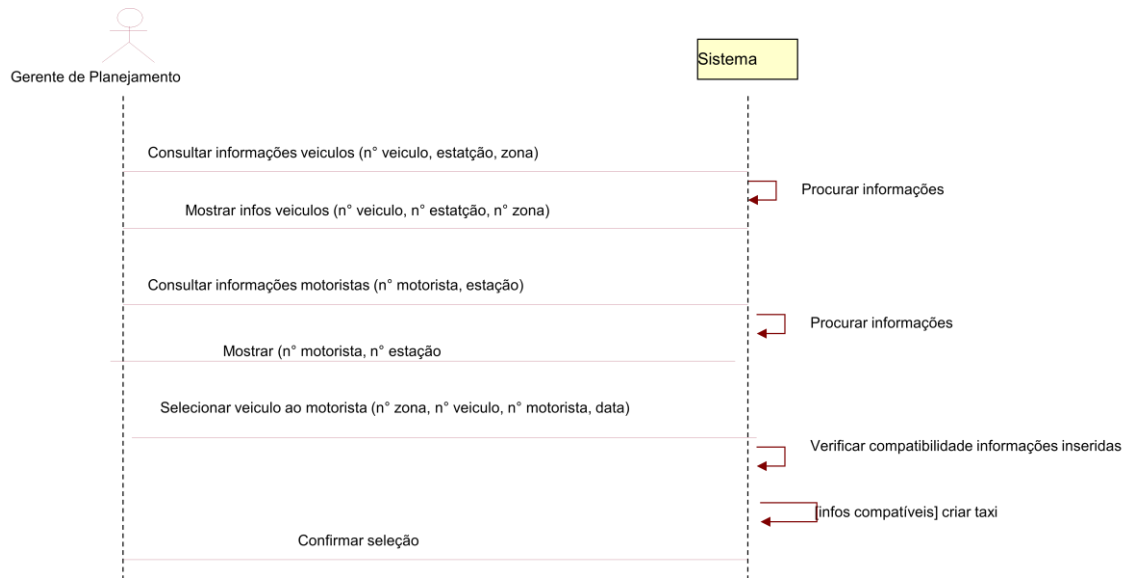 Sistema
Gerente de Planejamento
Consultar informações veiculos (n° veiculo, estatção, zona)
Procurar informações
Mostrar infos veiculos (n° veiculo, n° estatção, n° zona)
Consultar informações motoristas (n° motorista, estação)
Procurar informações
Mostrar (n° motorista, n° estação
Selecionar veiculo ao motorista (n° zona, n° veiculo, n° motorista, data)
Verificar compatibilidade informações inseridas
[infos compatíveis] criar taxi
Confirmar seleção